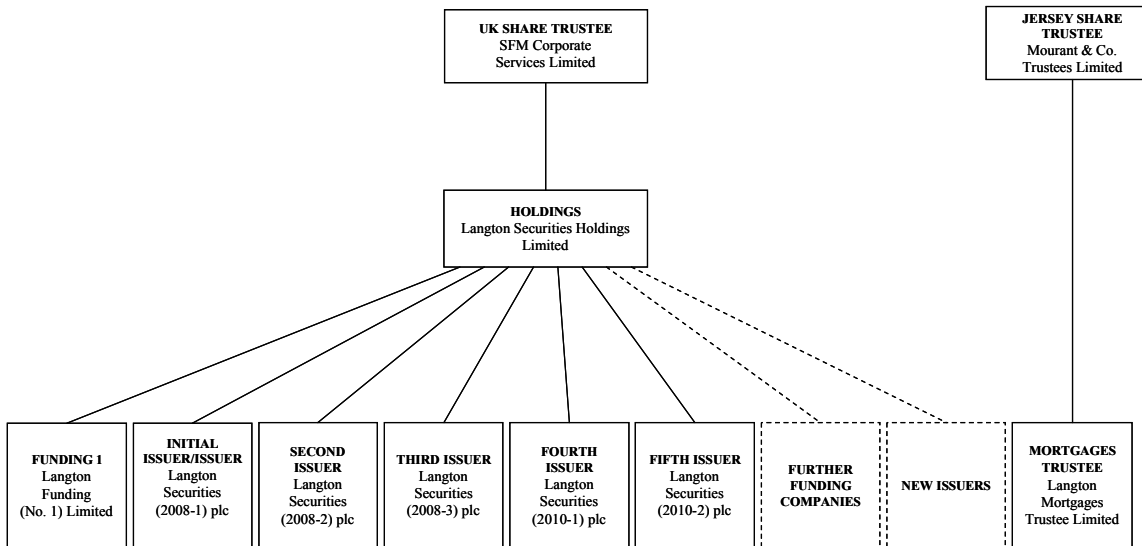 UK SHARE TRUSTEE
SFM Corporate
Services Limited
JERSEY SHARE
TRUSTEE
Mourant & Co.
Trustees Limited
HOLDINGS
Langton Securities Holdings
Limited
FUNDING 1
Langton
Funding
(No. 1) Limited
INITIAL
ISSUER/ISSUER
Langton
Securities
(2008-1) plc
SECOND
ISSUER
Langton
Securities
(2008-2) plc
THIRD ISSUER
Langton
Securities
(2008-3) plc
FOURTH
ISSUER
Langton
Securities
(2010-1) plc
FIFTH ISSUER
Langton
Securities
(2010-2) plc
FURTHER
FUNDING
COMPANIES
NEW ISSUERS
MORTGAGES
TRUSTEE
Langton
Mortgages
Trustee Limited